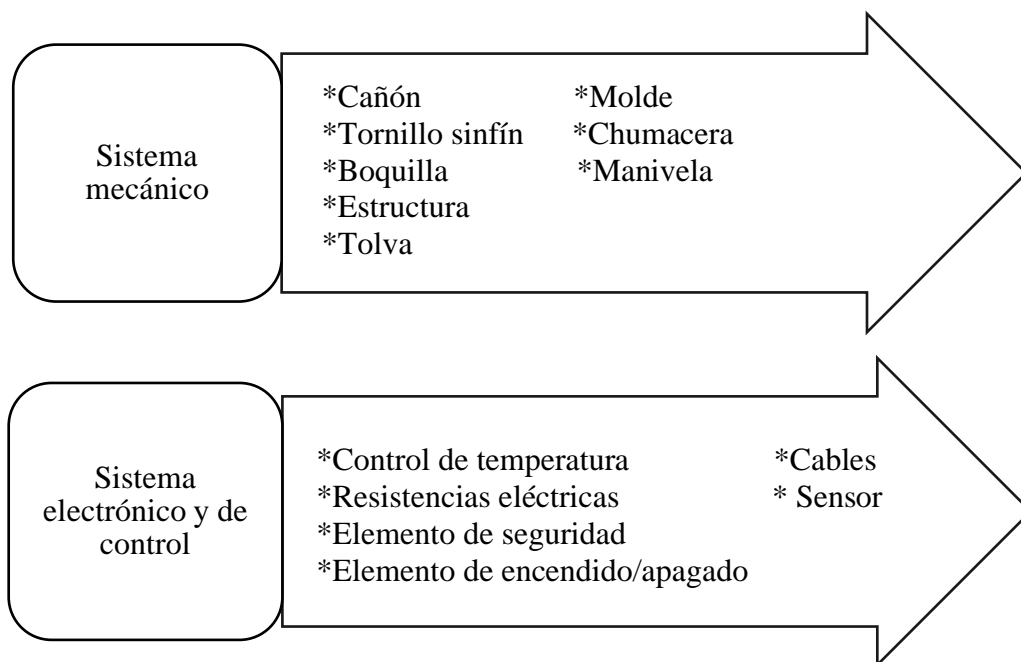 Sistema
mecánico
*Cañón *Molde
*Tornillo sinfín *Chumacera
*Boquilla *Manivela
*Estructura
*Tolva
Sistema
electrónico y de
control
*Control de temperatura *Cables
*Resistencias eléctricas * Sensor
*Elemento de seguridad
*Elemento de encendido/apagado